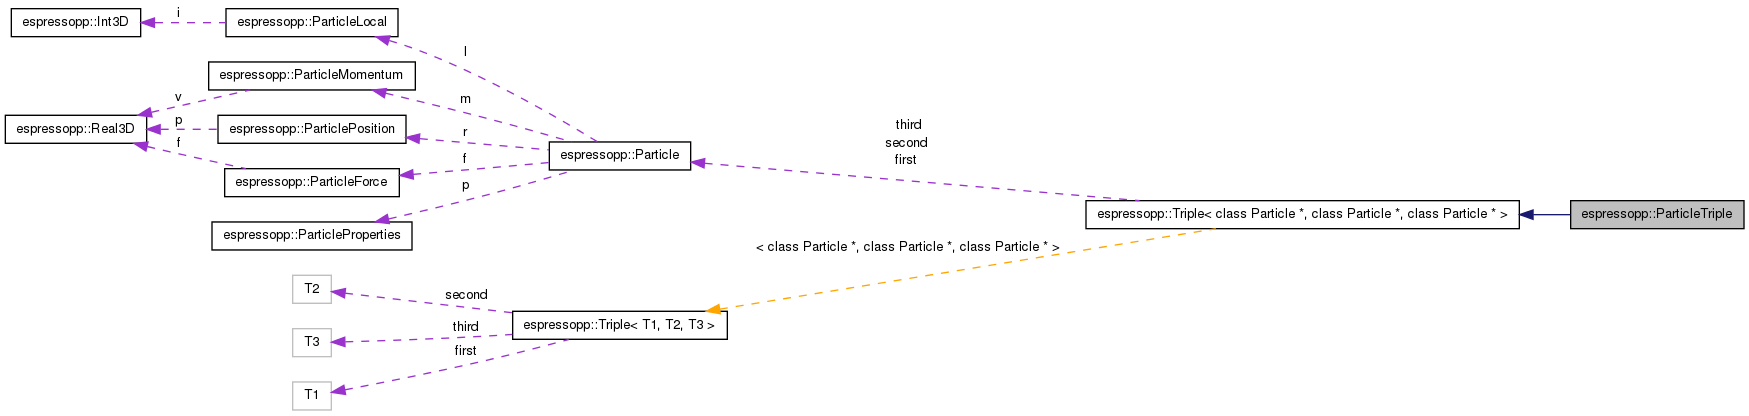 espressopp::Int3D
i
espressopp::ParticleLocal
l
espressopp::ParticleMomentum
v
m
espressopp::Real3D
p
espressopp::ParticlePosition
r
third
second
first
f
f
espressopp::Particle
espressopp::ParticleForce
p
espressopp::ParticleProperties
espressopp::Triple< class Particle *, class Particle *, class Particle * >
espressopp::ParticleTriple
< class Particle *, class Particle *, class Particle * >
T2
second
espressopp::Triple< T1, T2, T3 >
third
T3
first
T1